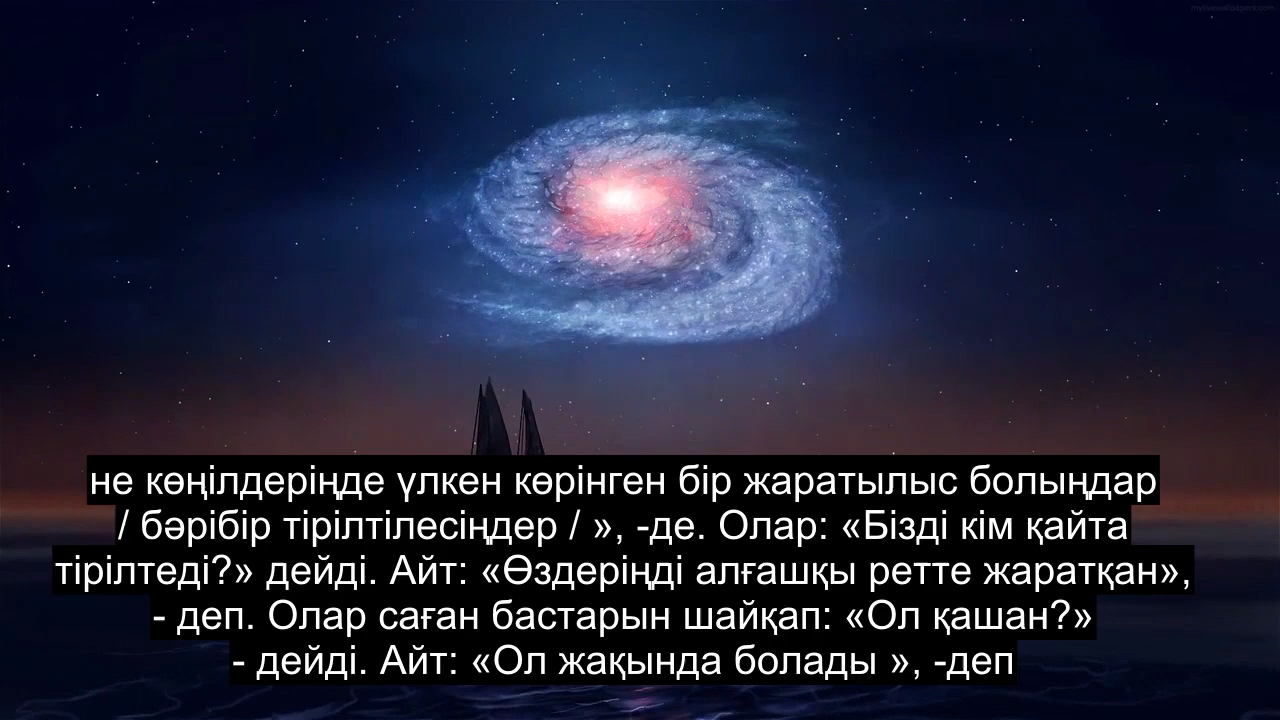 не көңілдеріңде үлкен көрінген бір жаратылыс болыңдар
/ бәрібір тірілтілесіңдер / », -де. Олар: «Бізді кім қайта
тірілтеді?» дейді. Айт: «Өздеріңді алғашқы ретте жаратқан»,
- деп. Олар саған бастарын шайқап: «Ол қашан?»
- дейді. Айт: «Ол жақында болады », -деп